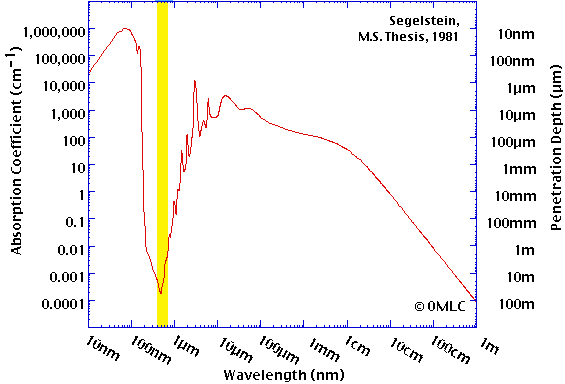 Segelstein,
M.S. Thesis, 1981
Absorption Coefficient (cm⁻¹)
1,000,000
100,000
10,000
1,000
100
10
1
0.1
0.01
0.001
0.0001
10nm
100nm
1µm
10µm
100µm
1mm
10mm
100mm
1m
10m
100m
Penetration Depth (µm)
© OMLC
10nm
100nm
1µm
10µm
100µm
1mm
1cm
10cm
100cm
1m
Wavelength (nm)